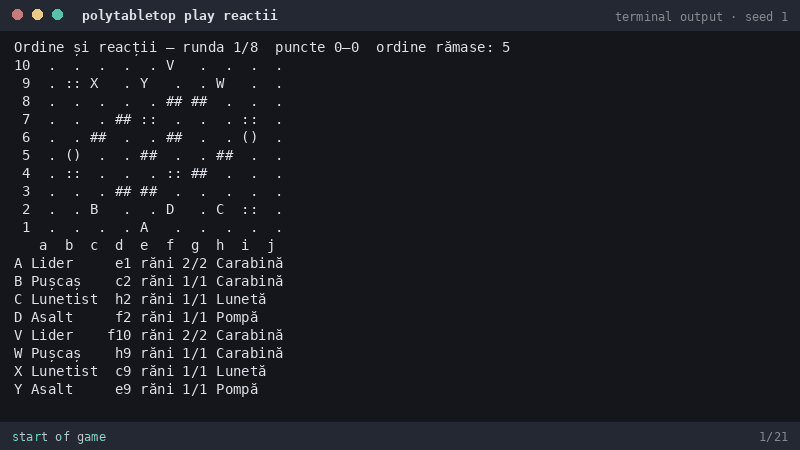 polytabletop play reactii
terminal output · seed 1
Ordine și reacții — runda 1/8  puncte 0–0  ordine rămase: 5
10  .  .  .  .  . V   .  .  .  .
 9  . :: X   . Y   .  . W   .  .
 8  .  .  .  .  . ## ##  .  .  .
 7  .  .  . ## ::  .  .  . ::  .
 6  .  . ##  .  . ##  .  . ()  .
 5  . ()  .  . ##  .  . ##  .  .
 4  . ::  .  .  . :: ##  .  .  .
 3  .  .  . ## ##  .  .  .  .  .
 2  .  . B   .  . D   . C  ::  .
 1  .  .  .  . A   .  .  .  .  .
   a  b  c  d  e  f  g  h  i  j
A Lider     e1 răni 2/2 Carabină
B Pușcaș    c2 răni 1/1 Carabină
C Lunetist  h2 răni 1/1 Lunetă
D Asalt     f2 răni 1/1 Pompă
V Lider    f10 răni 2/2 Carabină
W Pușcaș    h9 răni 1/1 Carabină
X Lunetist  c9 răni 1/1 Lunetă
Y Asalt     e9 răni 1/1 Pompă
start of game
1/21